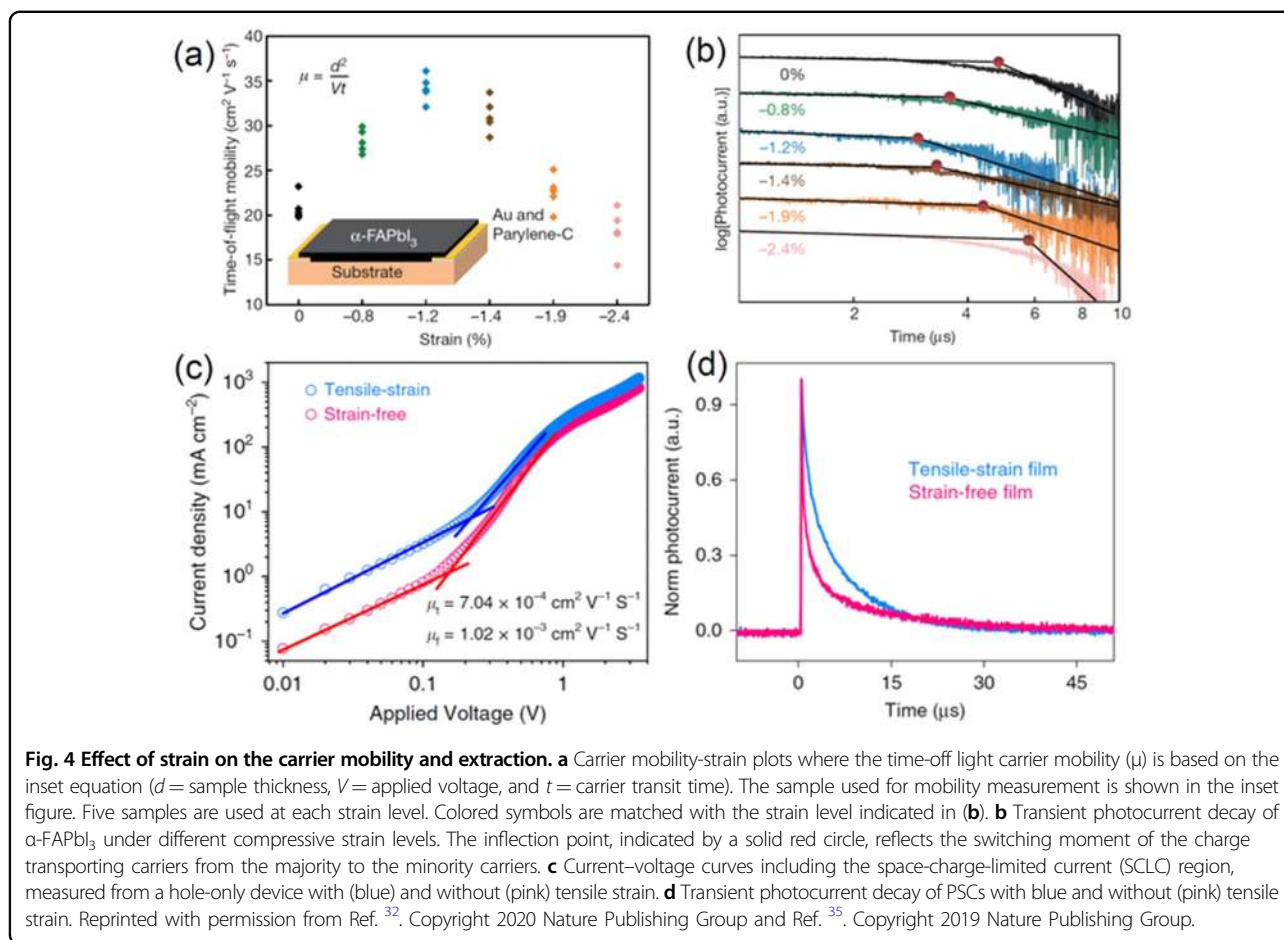 (a)
Time-of-flight mobility (cm² V⁻¹ s⁻¹)
40
35
30
25
20
15
10
μ = d²/Vt
α-FAPbI₃
Substrate
Au and
Parylene-C
0 −0.8 −1.2 −1.4 −1.9 −2.4
Strain (%)
(b)
log[Photocurrent (a.u.)]
0%
−0.8%
−1.2%
−1.4%
−1.9%
−2.4%
2 4 6 8 10
Time (μs)
(c)
Current density (mA cm⁻²)
10³
10²
10¹
10⁰
10⁻¹
Tensile-strain
Strain-free
μₜ = 7.04 × 10⁻⁴ cm² V⁻¹ S⁻¹
= 1.02 × 10⁻³ cm² V⁻¹ S⁻¹
0.01 0.1 1
Applied Voltage (V)
(d)
Norm photocurrent (a.u.)
0.9
0.6
0.3
0.0
Tensile-strain film
Strain-free film
0 15 30 45
Time (μs)
Fig. 4 Effect of strain on the carrier mobility and extraction. a Carrier mobility-strain plots where the time-off light carrier mobility (μ) is based on the
inset equation (d = sample thickness, V = applied voltage, and t = carrier transit time). The sample used for mobility measurement is shown in the inset
figure. Five samples are used at each strain level. Colored symbols are matched with the strain level indicated in (b). b Transient photocurrent decay of
α-FAPbI₃ under different compressive strain levels. The inflection point, indicated by a solid red circle, reflects the switching moment of the charge
transporting carriers from the majority to the minority carriers. c Current–voltage curves including the space-charge-limited current (SCLC) region,
measured from a hole-only device with (blue) and without (pink) tensile strain. d Transient photocurrent decay of PSCs with blue and without (pink) tensile
strain. Reprinted with permission from Ref. ³². Copyright 2020 Nature Publishing Group and Ref. ³⁵. Copyright 2019 Nature Publishing Group.